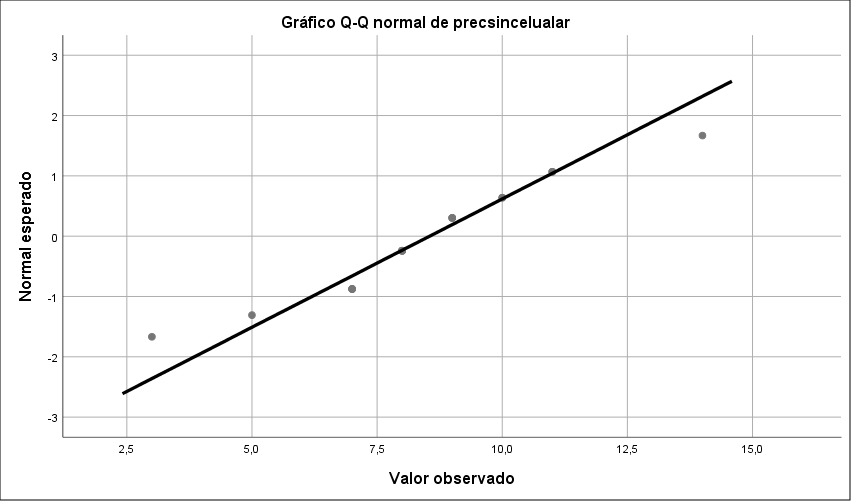 Gráfico Q-Q normal de precsincelualar
3
2
1
0
-1
-2
-3
Normal esperado
2,5 5,0 7,5 10,0 12,5 15,0
Valor observado